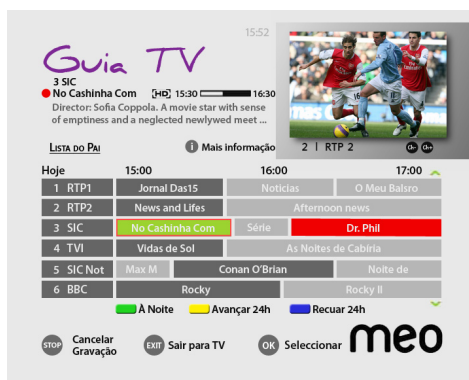 15:52
Guia TV
3 SIC
No Cashinha Com HD 15:30 16:30
Director: Sofia Coppola. A movie star with sense
of emptiness and a neglected newlywed meet ...
LISTA DO PAI
i Mais informação
2 | RTP 2 ch- ch+
Hoje 15:00 16:00 17:00
1 RTP1 Jornal Das15 Noticias O Meu Balsro
2 RTP2 News and Lifes Afternoon news
3 SIC No Cashinha Com Série Dr. Phil
4 TVI Vidas de Sol As Noites de Cabíria
5 SIC Not Max M Conan O'Brian Noite de
6 BBC Rocky Rocky II
À Noite Avançar 24h Recuar 24h
STOP Cancelar
Gravação
EXIT Sair para TV
OK Seleccionar
meo